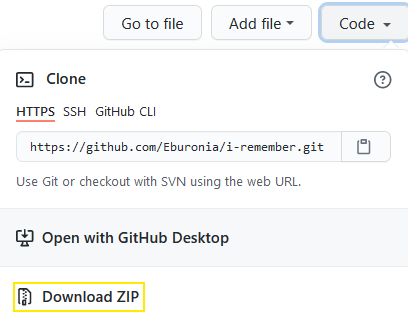 Go to file Add file Code
Clone
HTTPS SSH GitHub CLI
https://github.com/Eburonia/i-remember.git
Use Git or checkout with SVN using the web URL.
Open with GitHub Desktop
Download ZIP